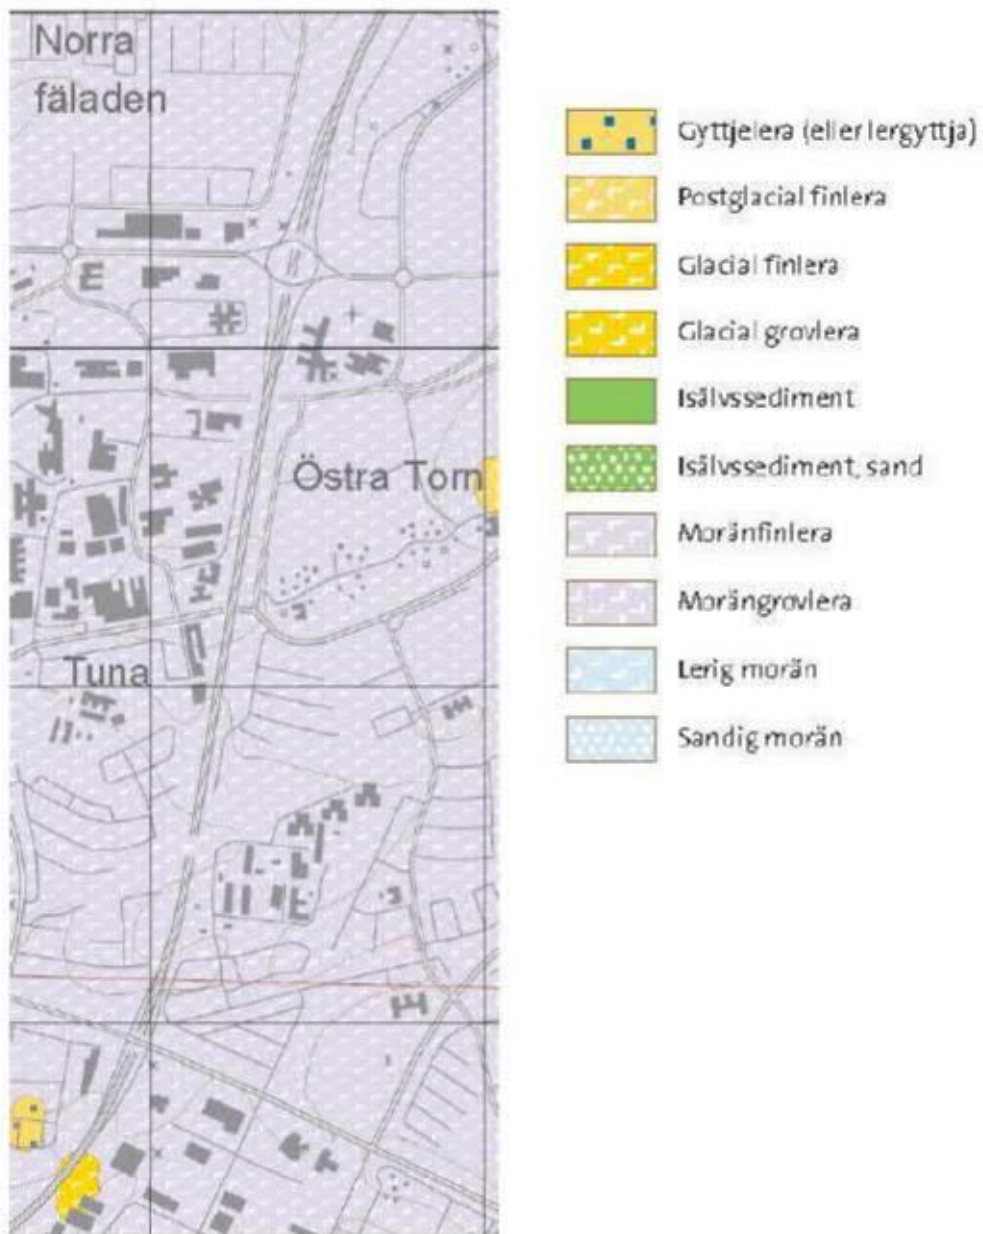 Norra
fäladen
Östra Torn
Tuna
Gyttjelera (eller lergyttja)
Postglacial finlera
Glacial finlera
Glacial grovlera
Isälvssediment
Isälvssediment, sand
Moränfinlera
Morängrovlera
Lerig morän
Sandig morän